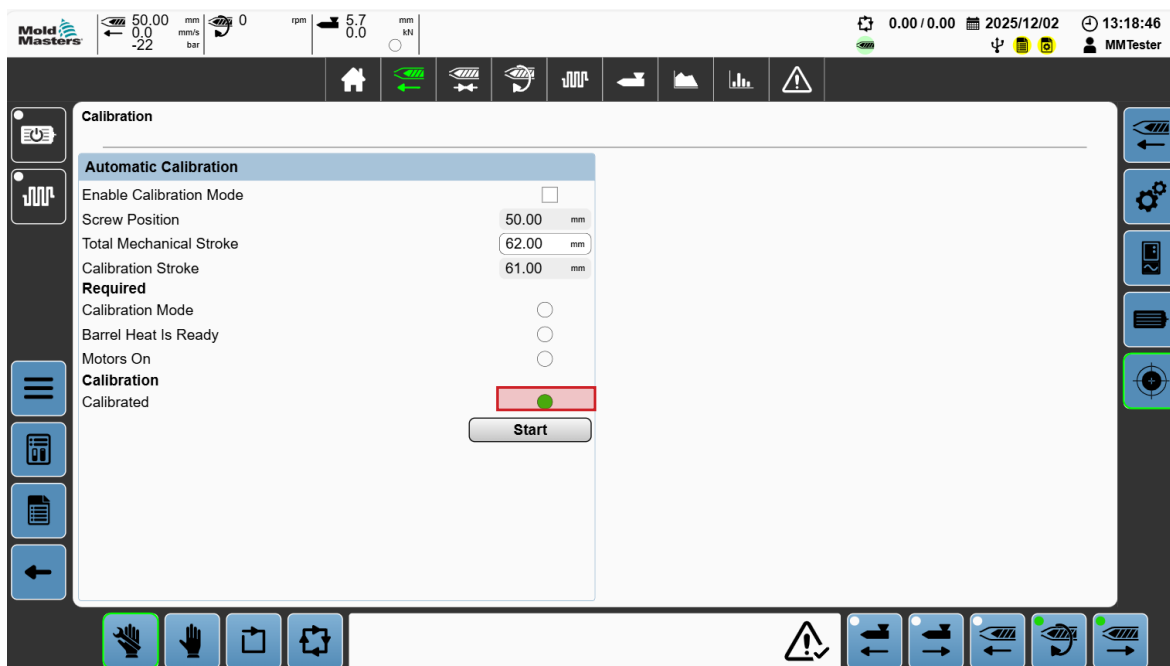 Mold Masters
50.00 mm
0.0 mm/s
-22 bar
0 rpm
5.7 mm
0.0 kN
0.00 / 0.00
2025/12/02
13:18:46
MMTester
Calibration
Automatic Calibration
Enable Calibration Mode
Screw Position 50.00 mm
Total Mechanical Stroke 62.00 mm
Calibration Stroke 61.00 mm
Required
Calibration Mode
Barrel Heat Is Ready
Motors On
Calibration
Calibrated
Start